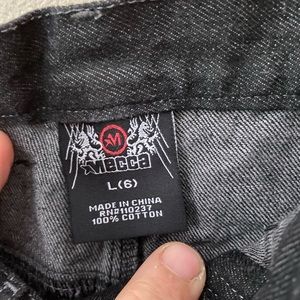 M
MECCA
L(6)
MADE IN CHINA
RN#110237
100% COTTON